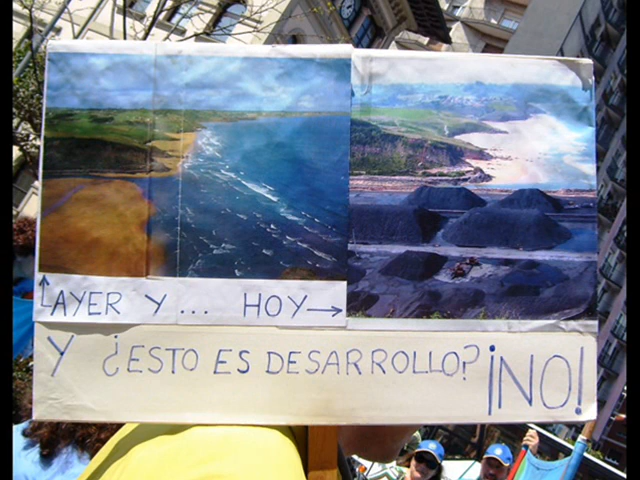 AYER Y... HOY→
Y ¿ESTO ES DESARROLLO? ¡NO!